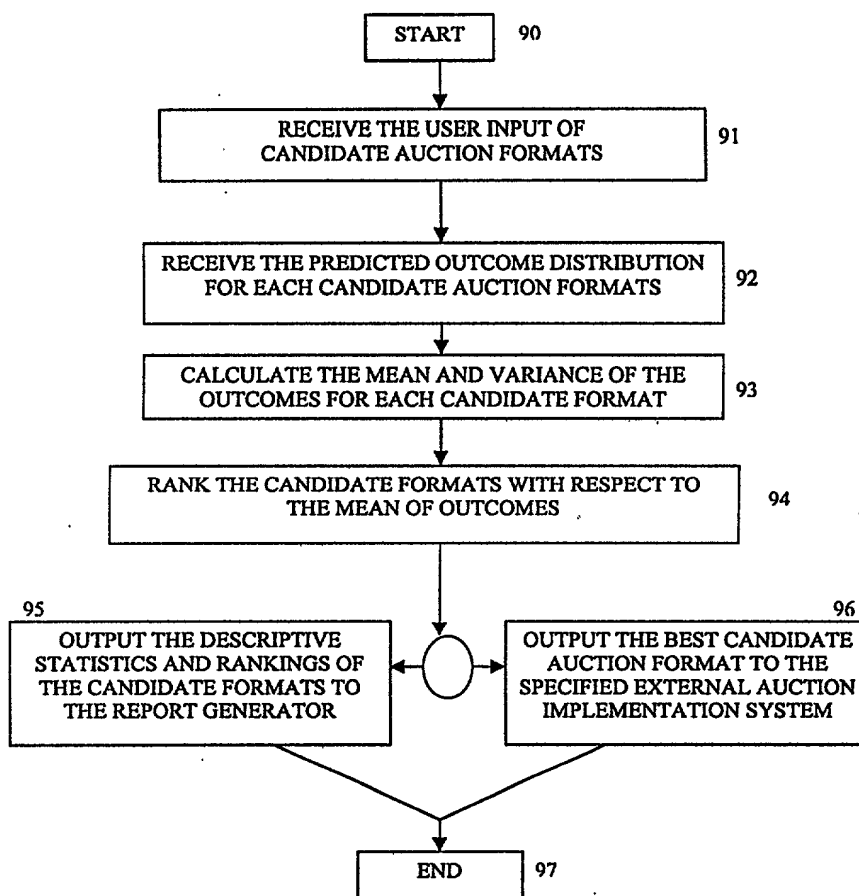 START
90
RECEIVE THE USER INPUT OF
CANDIDATE AUCTION FORMATS
91
RECEIVE THE PREDICTED OUTCOME DISTRIBUTION
FOR EACH CANDIDATE AUCTION FORMATS
92
CALCULATE THE MEAN AND VARIANCE OF THE
OUTCOMES FOR EACH CANDIDATE FORMAT
93
RANK THE CANDIDATE FORMATS WITH RESPECT TO
THE MEAN OF OUTCOMES
94
95
OUTPUT THE DESCRIPTIVE
STATISTICS AND RANKINGS OF
THE CANDIDATE FORMATS TO
THE REPORT GENERATOR
96
OUTPUT THE BEST CANDIDATE
AUCTION FORMAT TO THE
SPECIFIED EXTERNAL AUCTION
IMPLEMENTATION SYSTEM
END
97